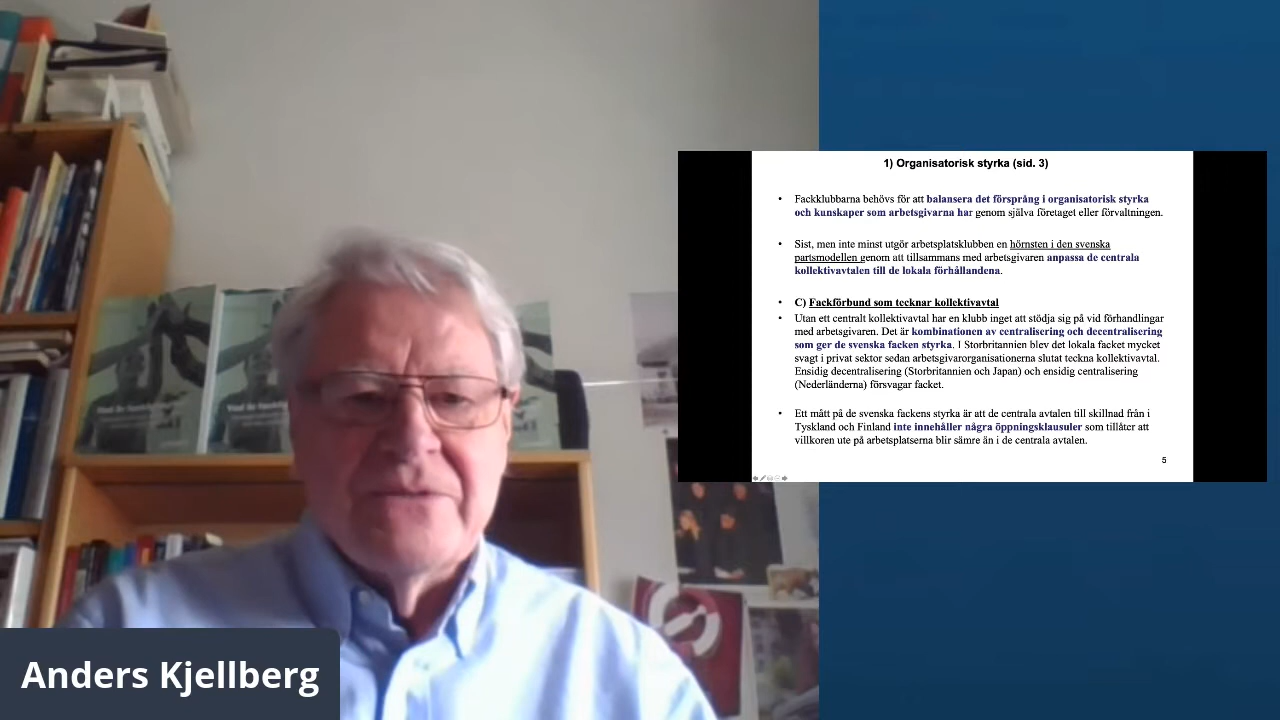 1) Organisatorisk styrka (sid. 3)
• Fackklubbarna behövs för att balansera det försprång i organisatorisk styrka
och kunskaper som arbetsgivarna har genom själva företaget eller förvaltningen.
• Sist, men inte minst utgör arbetsplatsklubben en hörnsten i den svenska
partsmodellen genom att tillsammans med arbetsgivaren anpassa de centrala
kollektivavtalen till de lokala förhållandena.
• C) Fackförbund som tecknar kollektivavtal
• Utan ett centralt kollektivavtal har en klubb inget att stödja sig på vid förhandlingar
med arbetsgivaren. Det är kombinationen av centralisering och decentralisering
som ger de svenska facken styrka. I Storbritannien blev det lokala facket mycket
svagt i privat sektor sedan arbetsgivarorganisationerna slutat teckna kollektivavtal.
Ensidig decentralisering (Storbritannien och Japan) och ensidig centralisering
(Nederländerna) försvagar facket.
• Ett mått på de svenska fackens styrka är att de centrala avtalen till skillnad från i
Tyskland och Finland inte innehåller några öppningsklausuler som tillåter att
villkoren ute på arbetsplatserna blir sämre än i de centrala avtalen.
5
Anders Kjellberg